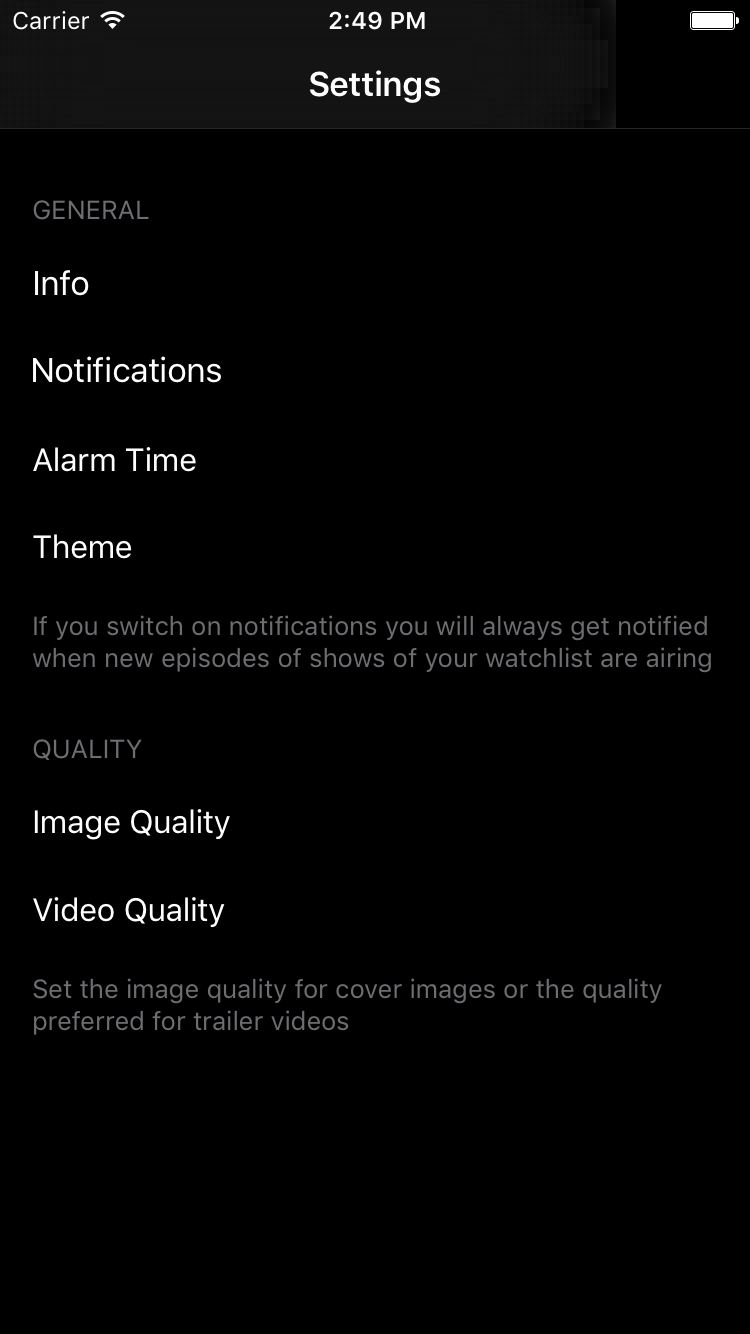 Carrier 2:49 PM
Settings
GENERAL
Info
Notifications
Alarm Time
Theme
If you switch on notifications you will always get notified
when new episodes of shows of your watchlist are airing
QUALITY
Image Quality
Video Quality
Set the image quality for cover images or the quality
preferred for trailer videos